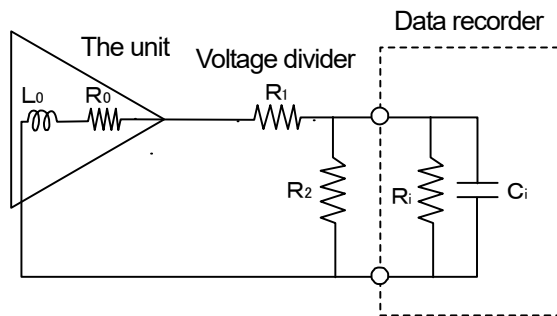 Data recorder
The unit
Voltage divider
L₀
R₀
R₁
R₂
Rᵢ
Cᵢ